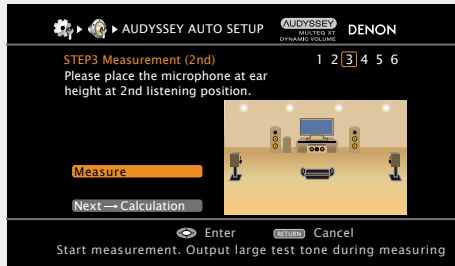 AUDYSSEY AUTO SETUP
AUDYSSEY
MULTEQ XT
DYNAMIC VOLUME
DENON
STEP3 Measurement (2nd)
1 2 3 4 5 6
Please place the microphone at ear
height at 2nd listening position.
Measure
Next→Calculation
Enter
RETURN Cancel
Start measurement. Output large test tone during measuring